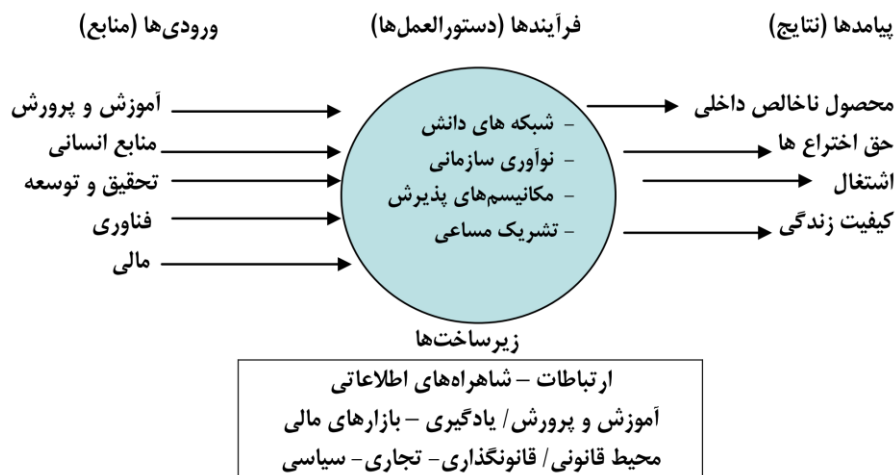 پیامدها (نتایج)
فرآیندها (دستورالعمل‌ها)
ورودی‌ها (منابع)
محصول ناخالص داخلی
حق اختراع ها
اشتغال
کیفیت زندگی
- شبکه های دانش
- نوآوری سازمانی
- مکانیسم‌های پذیرش
- تشریک مساعی
آموزش و پرورش
منابع انسانی
تحقیق و توسعه
فناوری
مالی
زیرساخت‌ها
ارتباطات – شاهراه‌های اطلاعاتی
آموزش و پرورش/ یادگیری – بازارهای مالی
محیط قانونی/ قانونگذاری- تجاری- سیاسی